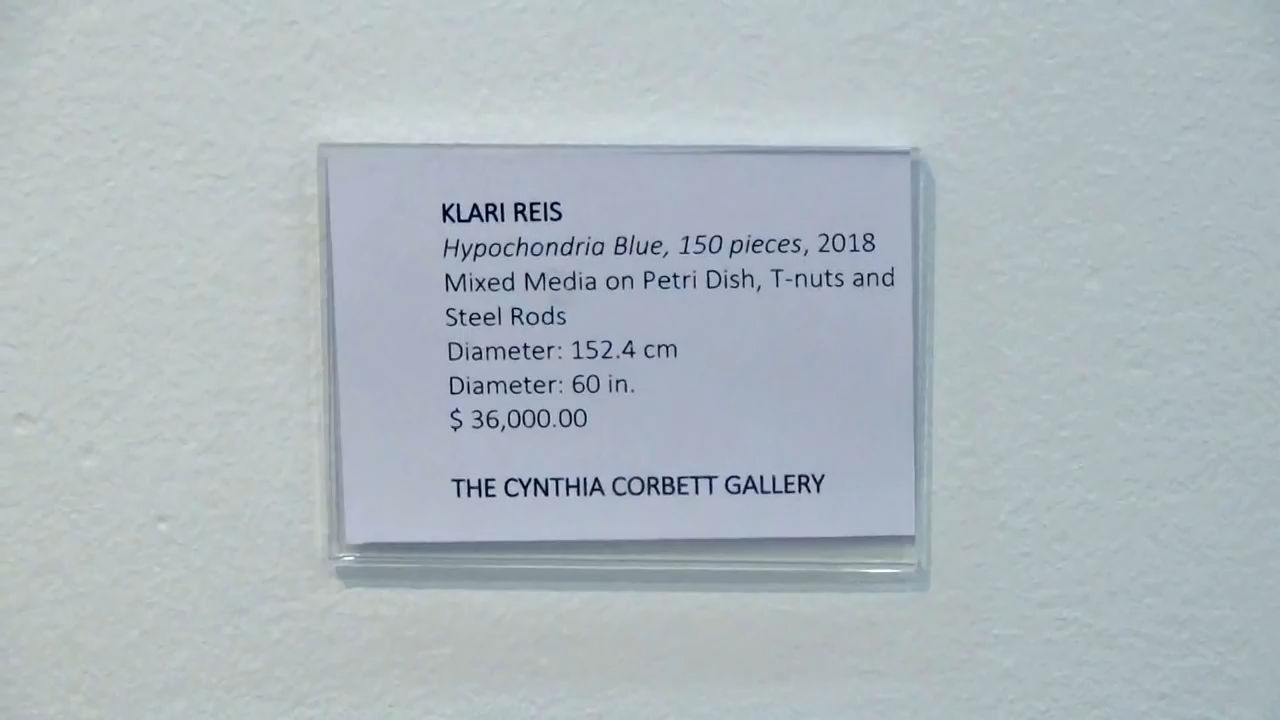 KLARI REIS
Hypochondria Blue, 150 pieces, 2018
Mixed Media on Petri Dish, T-nuts and
Steel Rods
Diameter: 152.4 cm
Diameter: 60 in.
$ 36,000.00
THE CYNTHIA CORBETT GALLERY